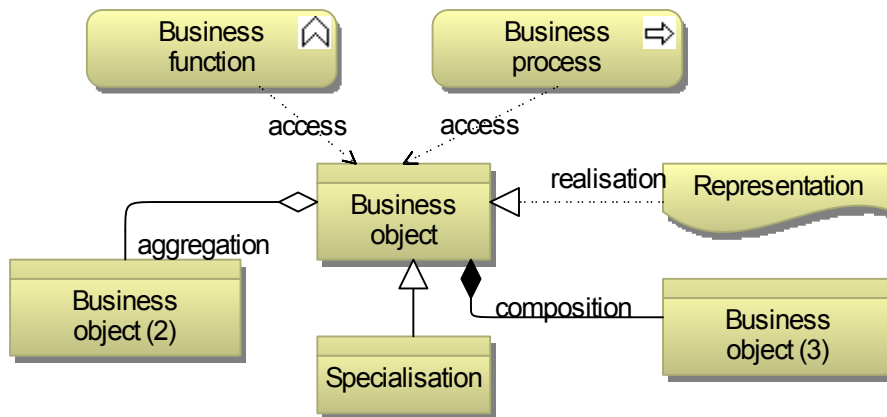 Business
function
Business
process
access
access
Business
object
realisation
Representation
aggregation
Business
object (2)
composition
Business
object (3)
Specialisation